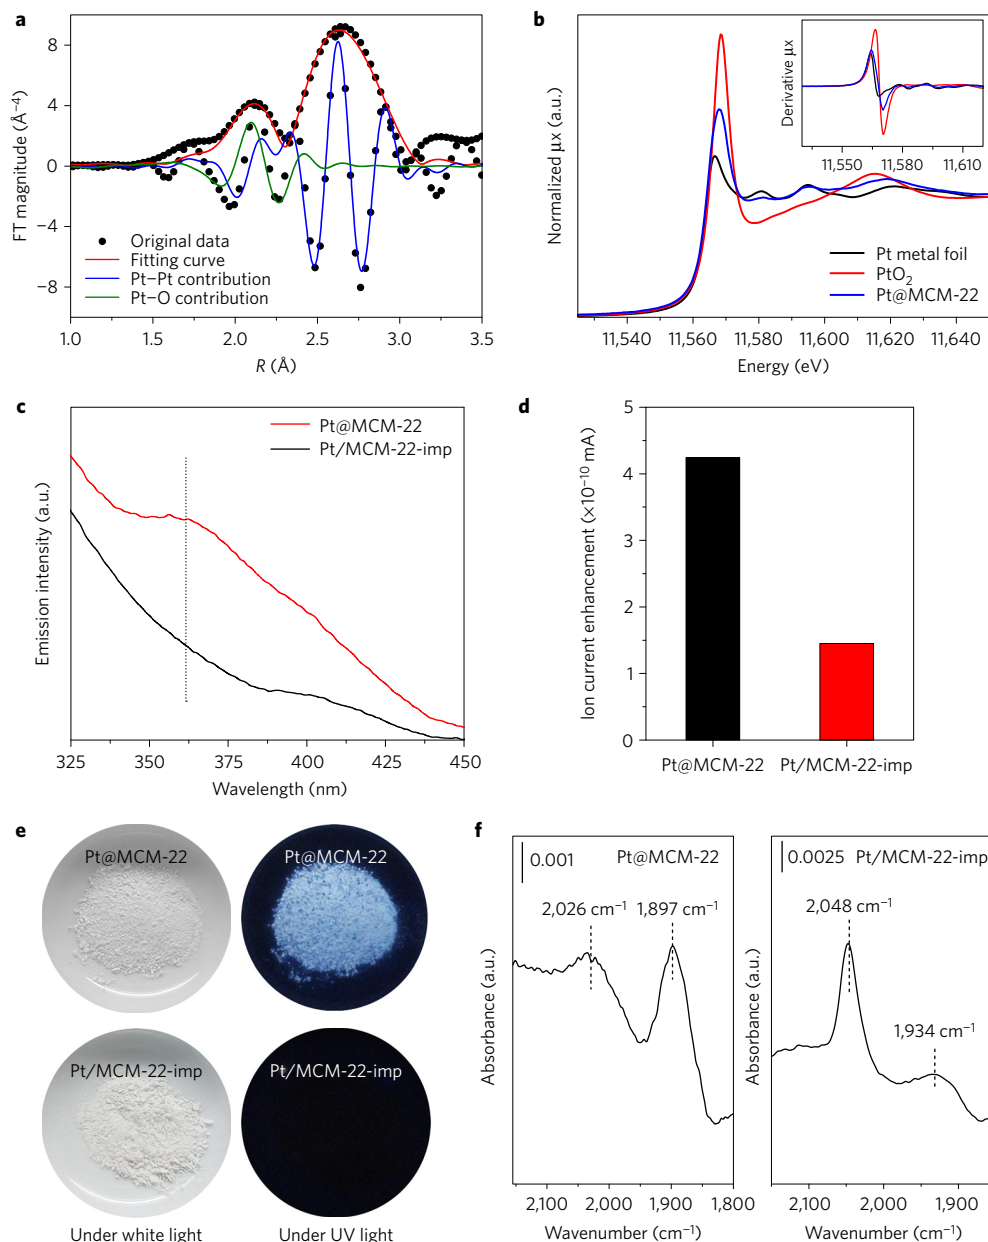 a
8
4
0
−4
−8
FT magnitude (Å⁻⁴)
Original data
Fitting curve
Pt−Pt contribution
Pt−O contribution
1.0 1.5 2.0 2.5 3.0 3.5
R (Å)
b
Normalized μx (a.u.)
Derivative μx
11,550 11,580 11,610
Pt metal foil
PtO₂
Pt@MCM-22
11,540 11,560 11,580 11,600 11,620 11,640
Energy (eV)
c
Pt@MCM-22
Pt/MCM-22-imp
Emission intensity (a.u.)
325 350 375 400 425 450
Wavelength (nm)
d
5
4
3
2
1
0
Ion current enhancement (×10⁻¹⁰ mA)
Pt@MCM-22 Pt/MCM-22-imp
e
Pt@MCM-22 Pt@MCM-22
Pt/MCM-22-imp Pt/MCM-22-imp
Under white light Under UV light
f
0.001 Pt@MCM-22
2,026 cm⁻¹ 1,897 cm⁻¹
Absorbance (a.u.)
2,100 2,000 1,900 1,800
Wavenumber (cm⁻¹)
0.0025 Pt/MCM-22-imp
2,048 cm⁻¹
1,934 cm⁻¹
Absorbance (a.u.)
2,100 2,000 1,900
Wavenumber (cm⁻¹)